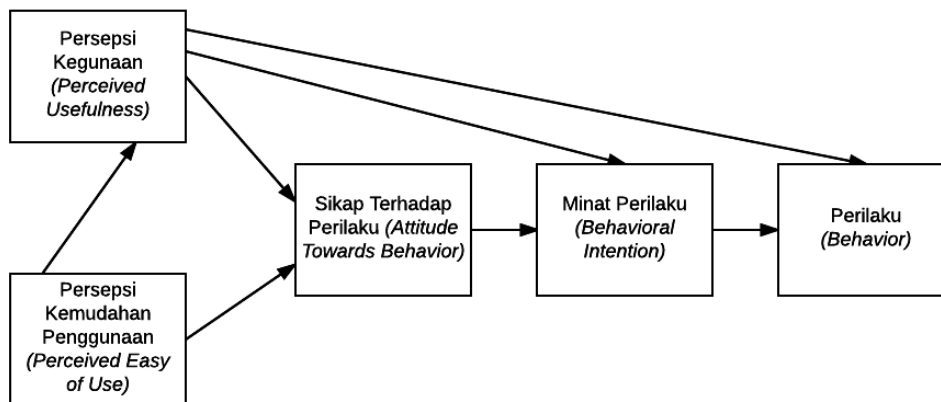 Persepsi
Kegunaan
(Perceived
Usefulness)
Sikap Terhadap
Perilaku (Attitude
Towards Behavior)
Minat Perilaku
(Behavioral
Intention)
Perilaku
(Behavior)
Persepsi
Kemudahan
Penggunaan
(Perceived Easy
of Use)